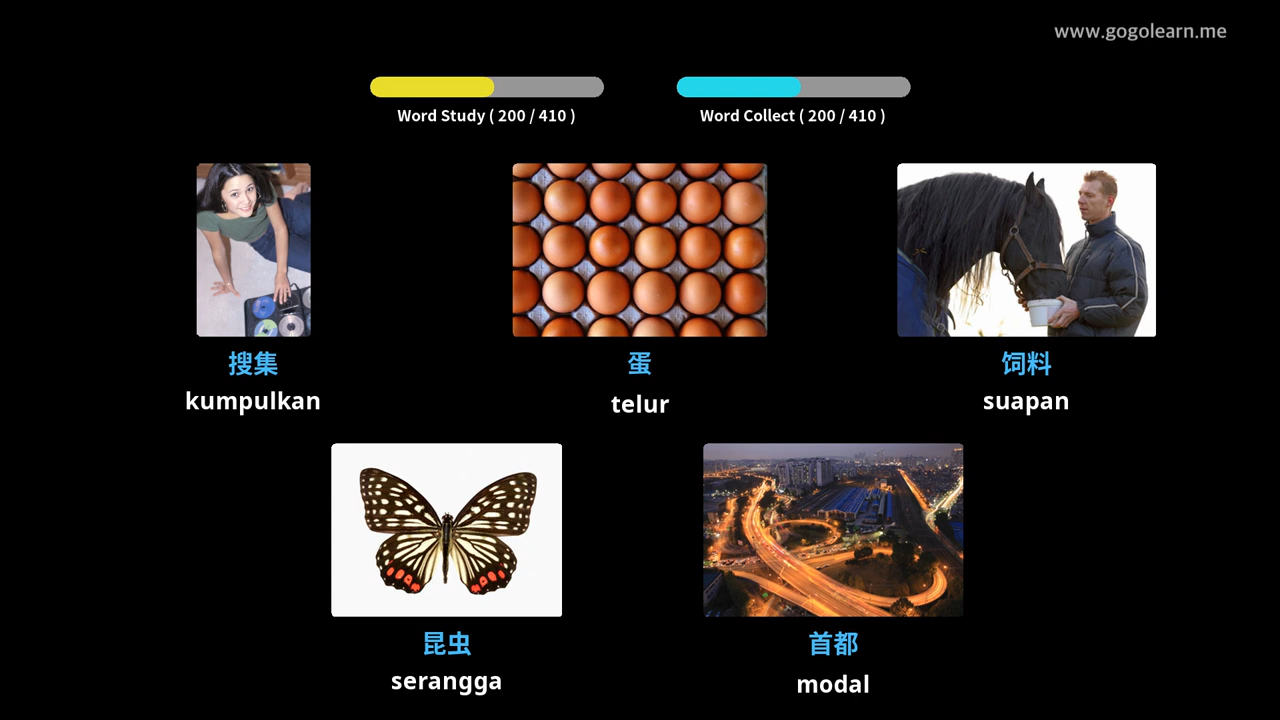 www.gogolearn.me
Word Study ( 200 / 410 )
Word Collect ( 200 / 410 )
搜集
kumpulkan
蛋
telur
饲料
suapan
昆虫
serangga
首都
modal